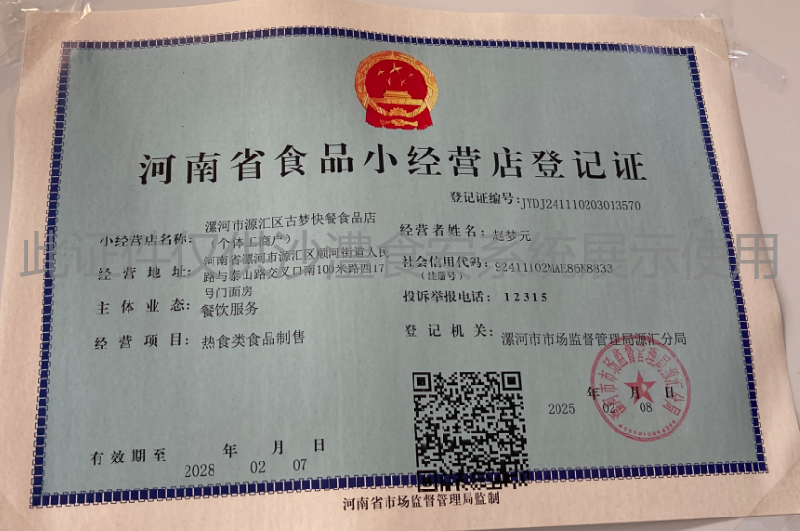 河南省食品小经营店登记证
登记证编号:JYDJ241110203013570
小经营店名称:
漯河市源汇区古梦快餐食品店
(个体工商户)
经营者姓名:赵梦元
经营地址:
河南省漯河市源汇区顺河街道人民
路与泰山路交叉口南100米路西17
号门面房
社会信用代码:92411102MAE86E8833
(注册号)
主体业态:餐饮服务
投诉举报电话:12315
经营项目:热食类食品制售
登记机关:漯河市市场监督管理局源汇分局
年 月 日
2025 02 08
有效期至
年 月 日
2028 02 07
河南省市场监督管理局监制